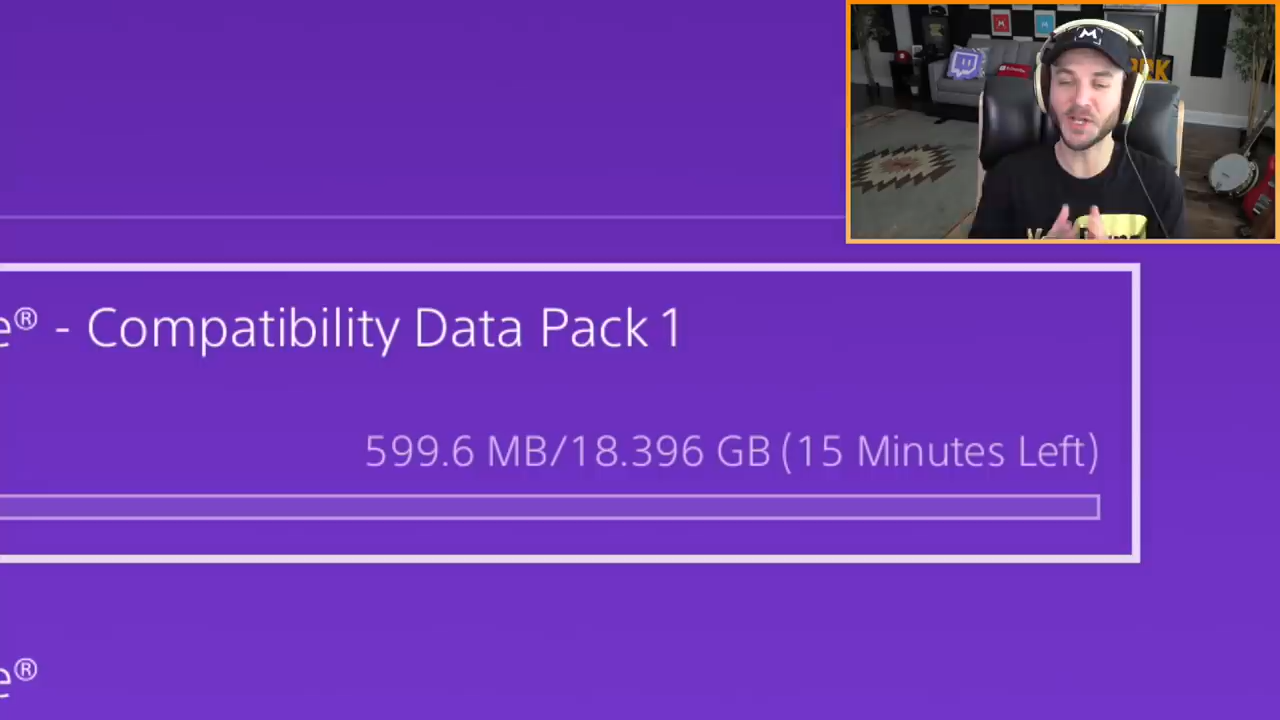 M
e® - Compatibility Data Pack 1
599.6 MB/18.396 GB (15 Minutes Left)
e®